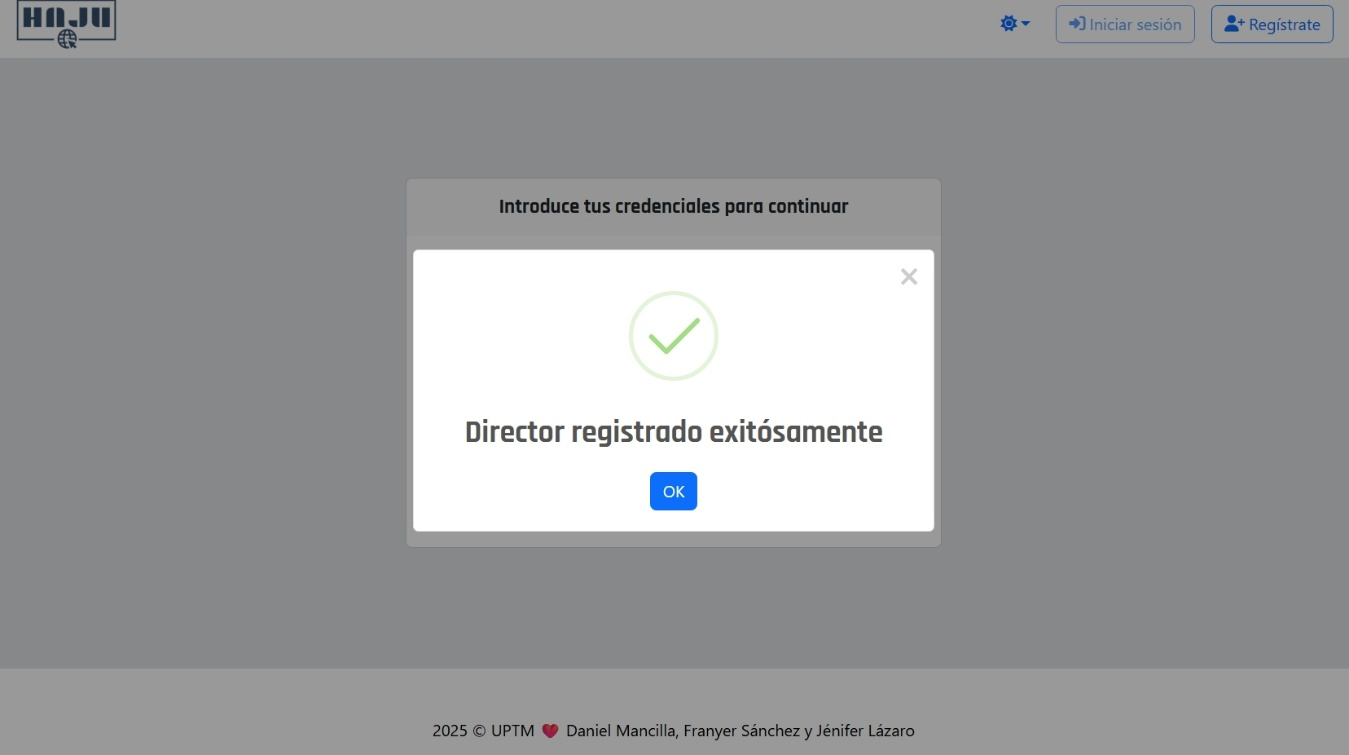 HAJU
Iniciar sesión
Regístrate
Introduce tus credenciales para continuar
×
Director registrado exitósamente
OK
2025 © UPTM 💔 Daniel Mancilla, Franyer Sánchez y Jénifer Lázaro